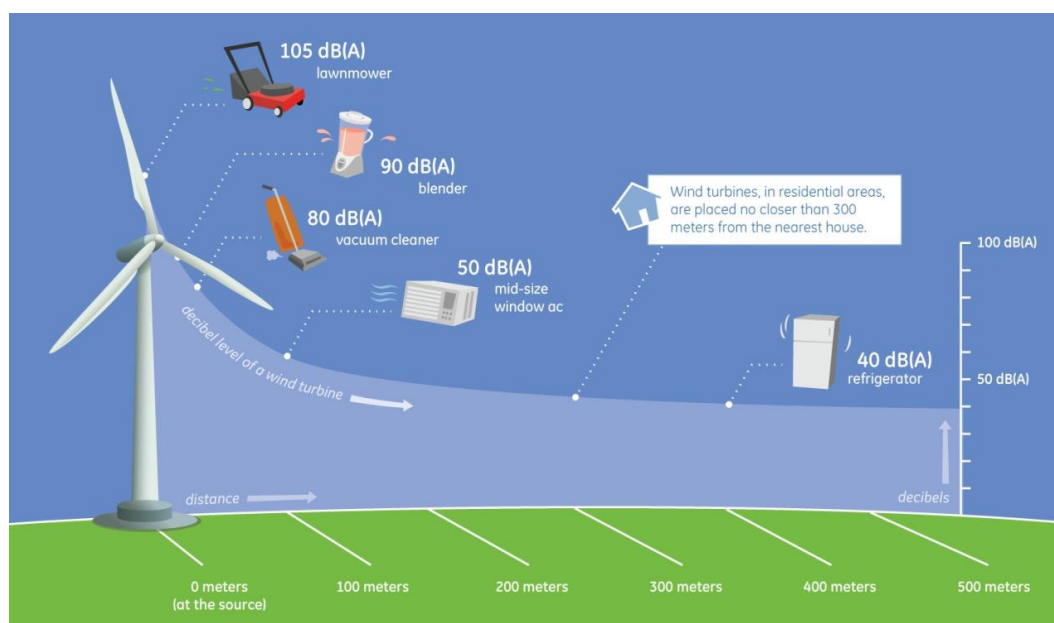 105 dB(A)
lawnmower
90 dB(A)
blender
80 dB(A)
vacuum cleaner
50 dB(A)
mid-size
window ac
Wind turbines, in residential areas,
are placed no closer than 300
meters from the nearest house.
100 dB(A)
40 dB(A)
refrigerator
50 dB(A)
decibel level of a wind turbine
distance
decibels
0 meters
(at the source)
100 meters
200 meters
300 meters
400 meters
500 meters